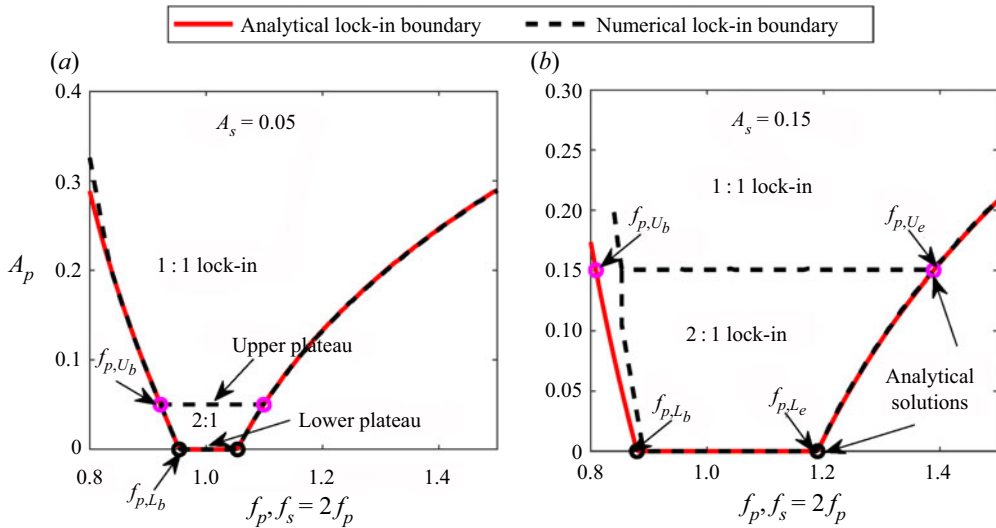 Analytical lock-in boundary
Numerical lock-in boundary
(a)
(b)
0.4
0.3
0.2
0.1
0
A_p
A_s = 0.05
1 : 1 lock-in
Upper plateau
f_{p,U_b}
2:1
Lower plateau
f_{p,L_b}
0.8
1.0
1.2
1.4
f_p, f_s = 2f_p
0.30
0.25
0.20
0.15
0.10
0.05
0
A_s = 0.15
1 : 1 lock-in
f_{p,U_b}
f_{p,U_e}
2 : 1 lock-in
f_{p,L_b}
f_{p,L_e}
Analytical
solutions
0.8
1.0
1.2
1.4
f_p, f_s = 2f_p